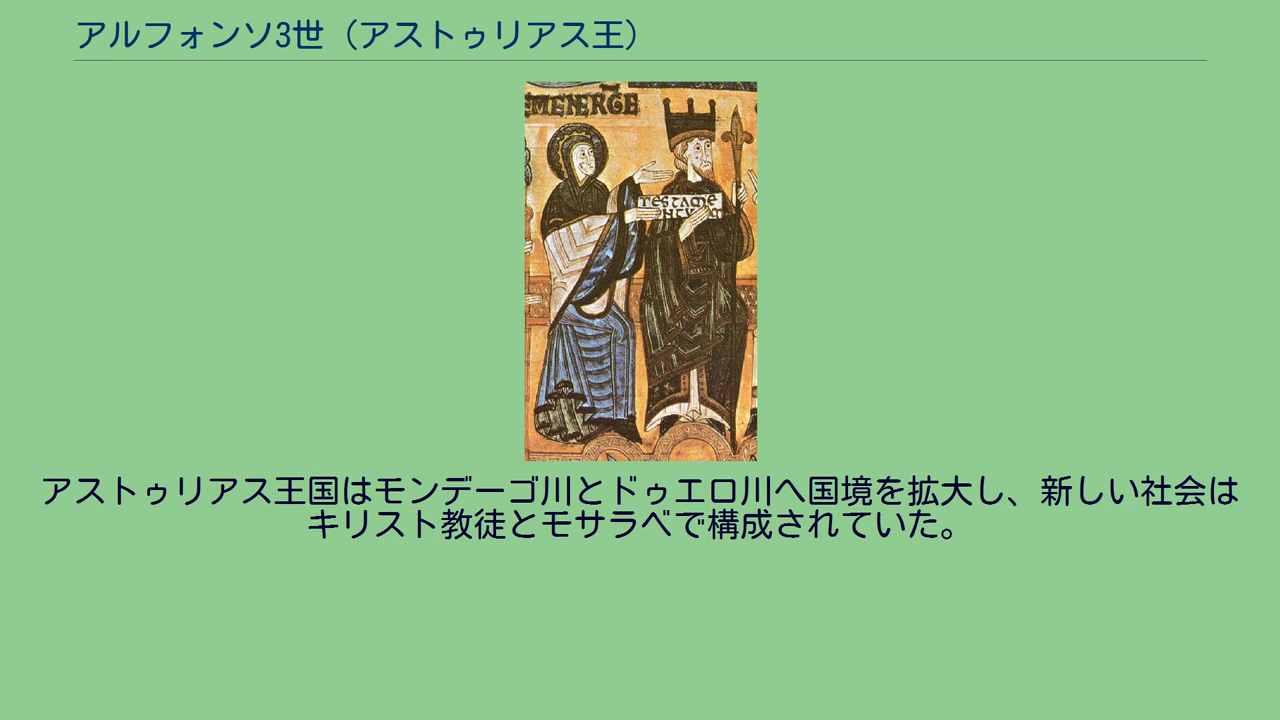 アルフォンソ3世（アストゥリアス王）
EMEIERGE
TESTAME
NTVM
アストゥリアス王国はモンデーゴ川とドゥエロ川へ国境を拡大し、新しい社会は
キリスト教徒とモサラベで構成されていた。